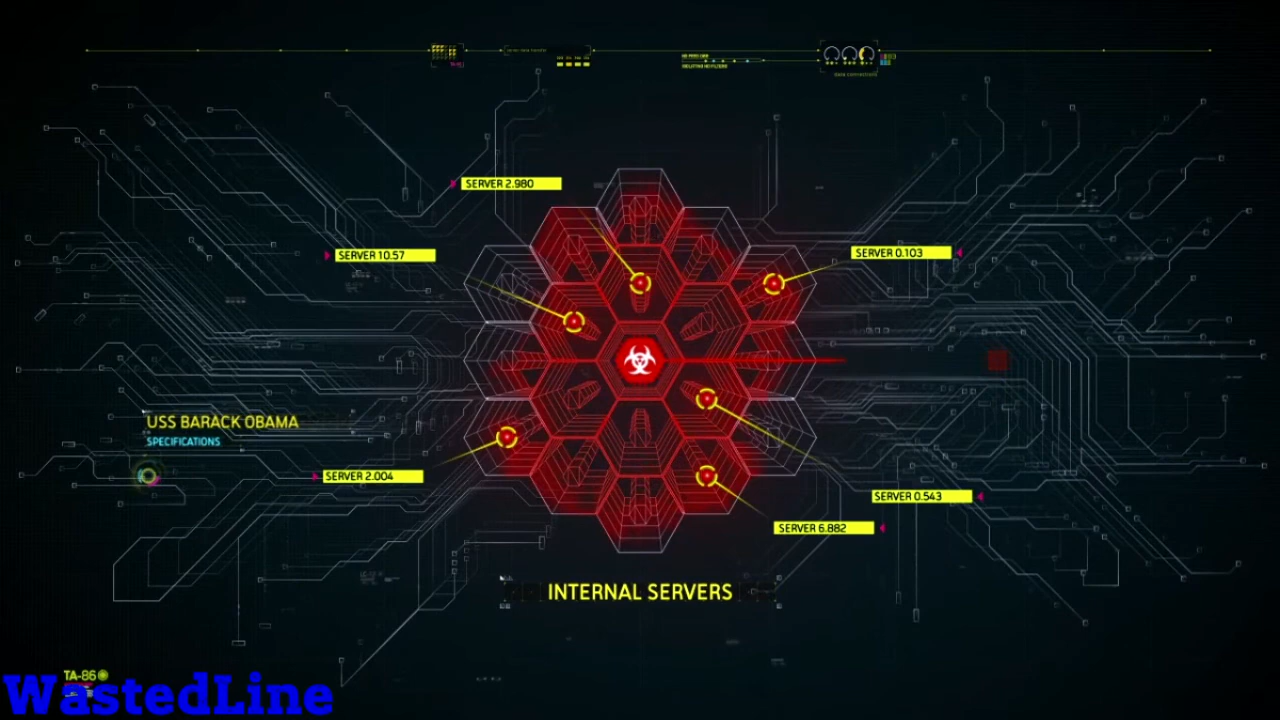 SERVER 2.980
SERVER 10.57
SERVER 0.103
USS BARACK OBAMA
SPECIFICATIONS
SERVER 2.004
SERVER 0.543
SERVER 6.882
INTERNAL SERVERS
TA-86
WastedLine